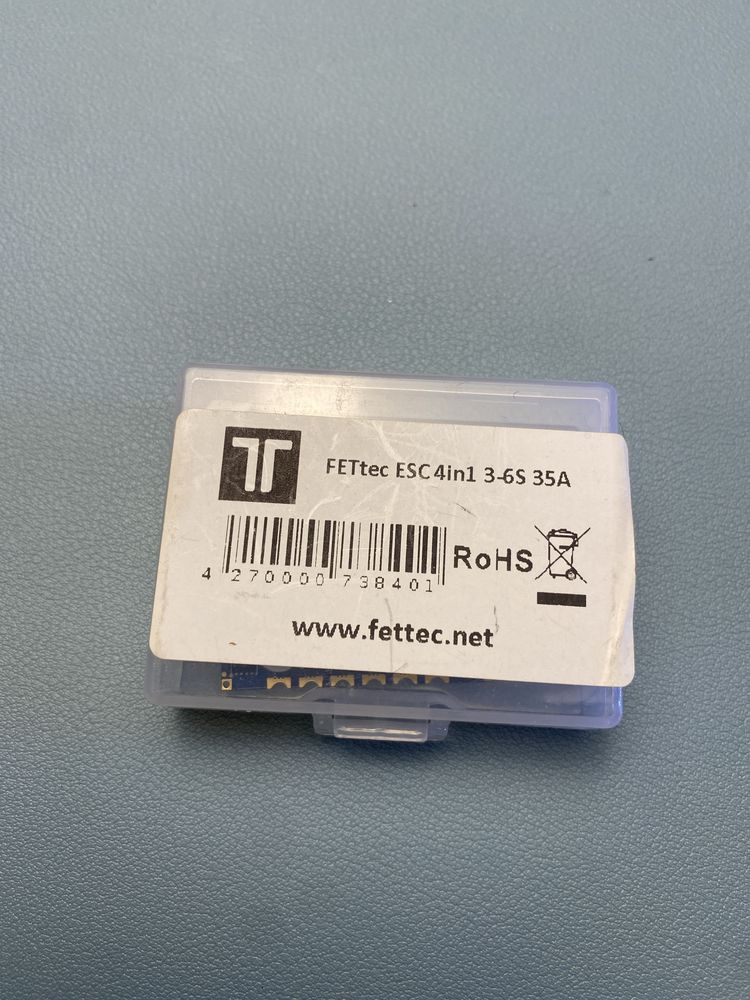 FETtec ESC 4in1 3-6S 35A
RoHS
4 270000 738401
www.fettec.net